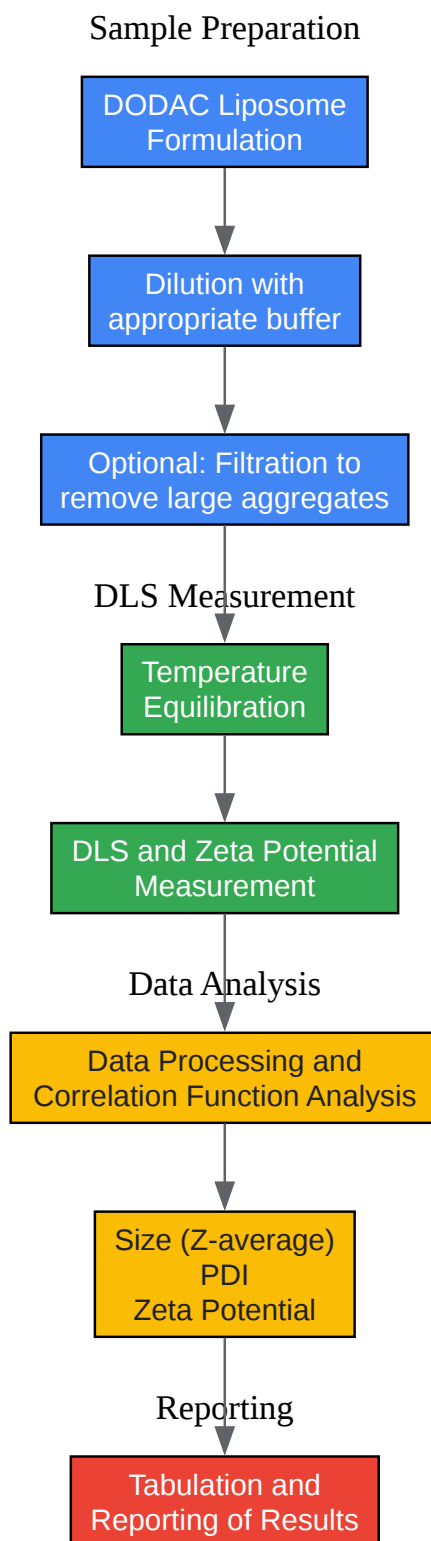 Sample Preparation
DODAC Liposome
Formulation
Dilution with
appropriate buffer
Optional: Filtration to
remove large aggregates
DLS Measurement
Temperature
Equilibration
DLS and Zeta Potential
Measurement
Data Analysis
Data Processing and
Correlation Function Analysis
Size (Z-average)
PDI
Zeta Potential
Reporting
Tabulation and
Reporting of Results